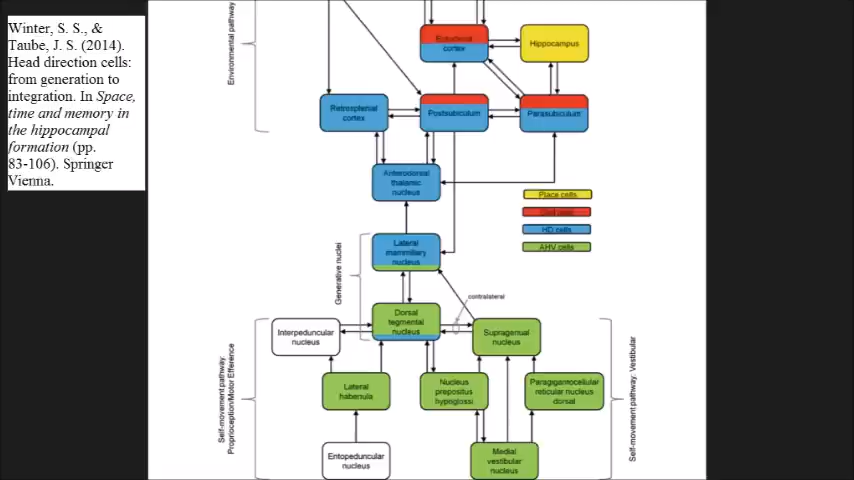 Winter, S. S., &
Taube, J. S. (2014).
Head direction cells:
from generation to
integration. In Space,
time and memory in
the hippocampal
formation (pp.
83-106). Springer
Vienna.
Environmental pathway
Entorhinal
cortex
Hippocampus
Retrosplenial
cortex
Postsubiculum
Parasubiculum
Anterodorsal
thalamic
nucleus
Place cells
Grid cells
HD cells
AHV cells
Generative nuclei
Lateral
mammillary
nucleus
contralateral
Dorsal
tegmental
nucleus
Interpeduncular
nucleus
Supragenual
nucleus
Self-movement pathway:
Proprioception/Motor Efference
Lateral
habenula
Nucleus
prepositus
hypoglossi
Paragigantocellular
reticular nucleus
dorsal
Self-movement pathway: Vestibular
Entopeduncular
nucleus
Medial
vestibular
nucleus